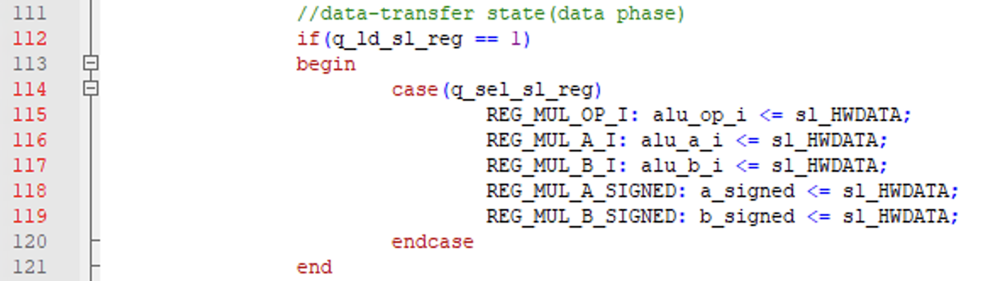 111 //data-transfer state(data phase)
112 if(q_ld_sl_reg == 1)
113 begin
114 case(q_sel_sl_reg)
115 REG_MUL_OP_I: alu_op_i <= sl_HWDATA;
116 REG_MUL_A_I: alu_a_i <= sl_HWDATA;
117 REG_MUL_B_I: alu_b_i <= sl_HWDATA;
118 REG_MUL_A_SIGNED: a_signed <= sl_HWDATA;
119 REG_MUL_B_SIGNED: b_signed <= sl_HWDATA;
120 endcase
121 end